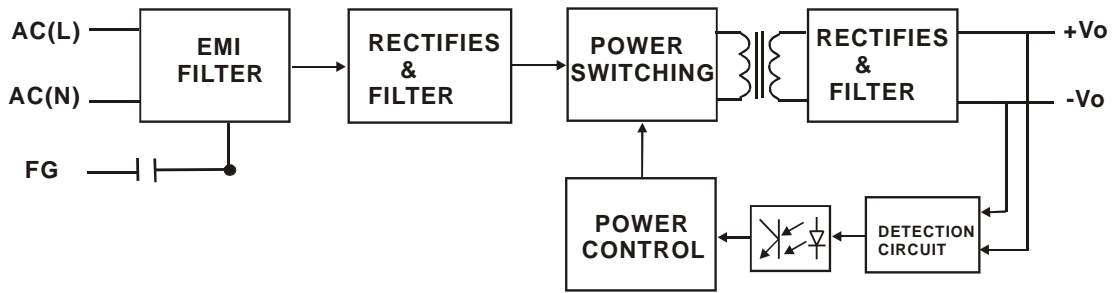 AC(L)
AC(N)
FG
EMI
FILTER
RECTIFIES
&
FILTER
POWER
SWITCHING
RECTIFIES
&
FILTER
+Vo
-Vo
POWER
CONTROL
DETECTION
CIRCUIT